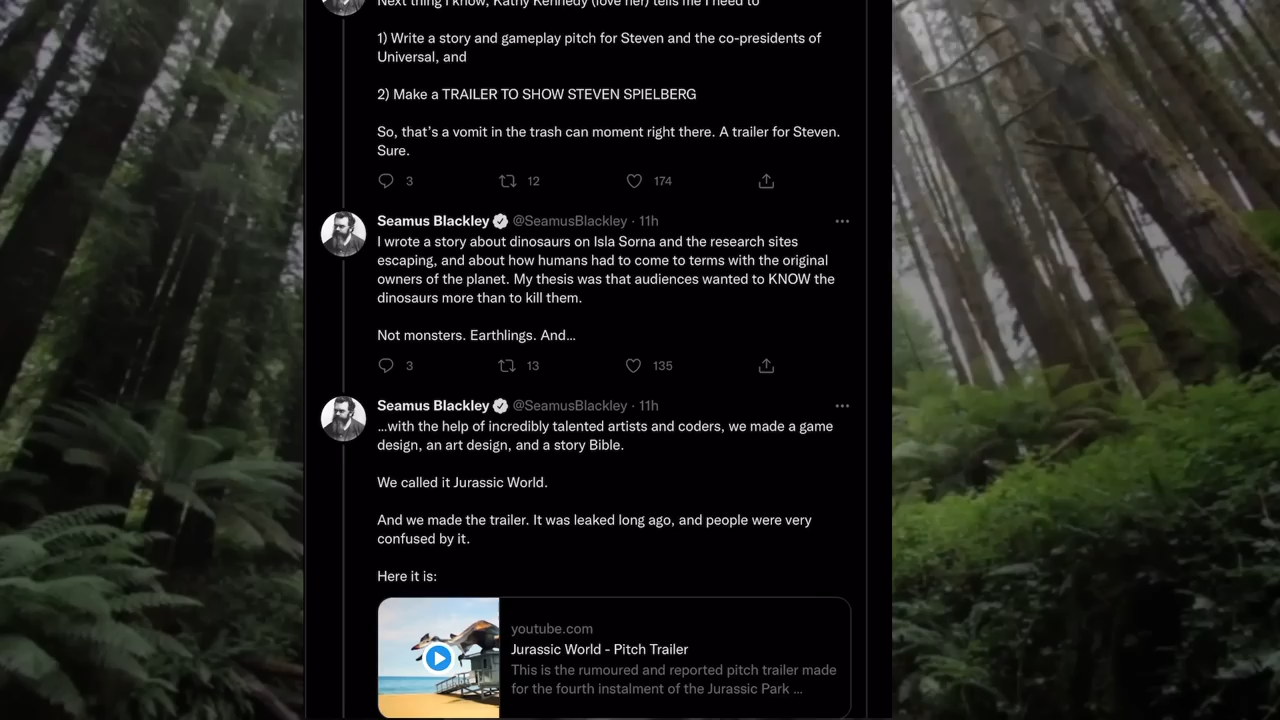 Next thing I know, Kathy Kennedy (love her) tells me I need to
1) Write a story and gameplay pitch for Steven and the co-presidents of
Universal, and
2) Make a TRAILER TO SHOW STEVEN SPIELBERG
So, that's a vomit in the trash can moment right there. A trailer for Steven.
Sure.
3 12 174
Seamus Blackley @SeamusBlackley · 11h
I wrote a story about dinosaurs on Isla Sorna and the research sites
escaping, and about how humans had to come to terms with the original
owners of the planet. My thesis was that audiences wanted to KNOW the
dinosaurs more than to kill them.
Not monsters. Earthlings. And…
3 13 135
Seamus Blackley @SeamusBlackley · 11h
…with the help of incredibly talented artists and coders, we made a game
design, an art design, and a story Bible.
We called it Jurassic World.
And we made the trailer. It was leaked long ago, and people were very
confused by it.
Here it is:
youtube.com
Jurassic World - Pitch Trailer
This is the rumoured and reported pitch trailer made
for the fourth instalment of the Jurassic Park ...